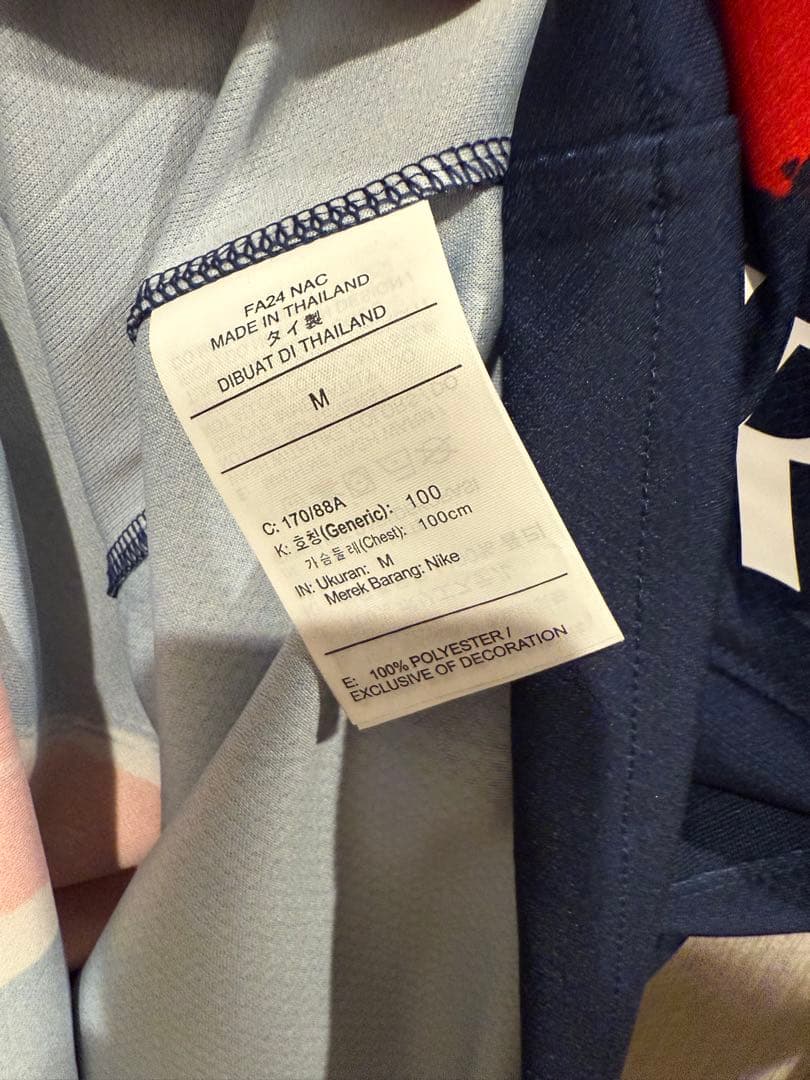 FA24 NAC
MADE IN THAILAND
タイ製
DIBUAT DI THAILAND
M
C: 170/88A
K: 호칭(Generic): 100
가슴둘레(Chest): 100cm
IN: Ukuran: M
Merek Barang: Nike
E: 100% POLYESTER /
EXCLUSIVE OF DECORATION